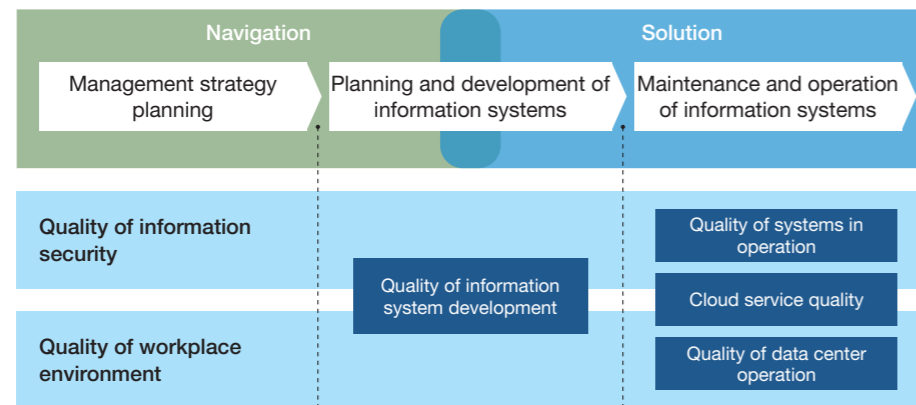 Navigation
Solution
Management strategy
planning
Planning and development of
information systems
Maintenance and operation
of information systems
Quality of information
security
Quality of systems in
operation
Quality of information
system development
Cloud service quality
Quality of workplace
environment
Quality of data center
operation